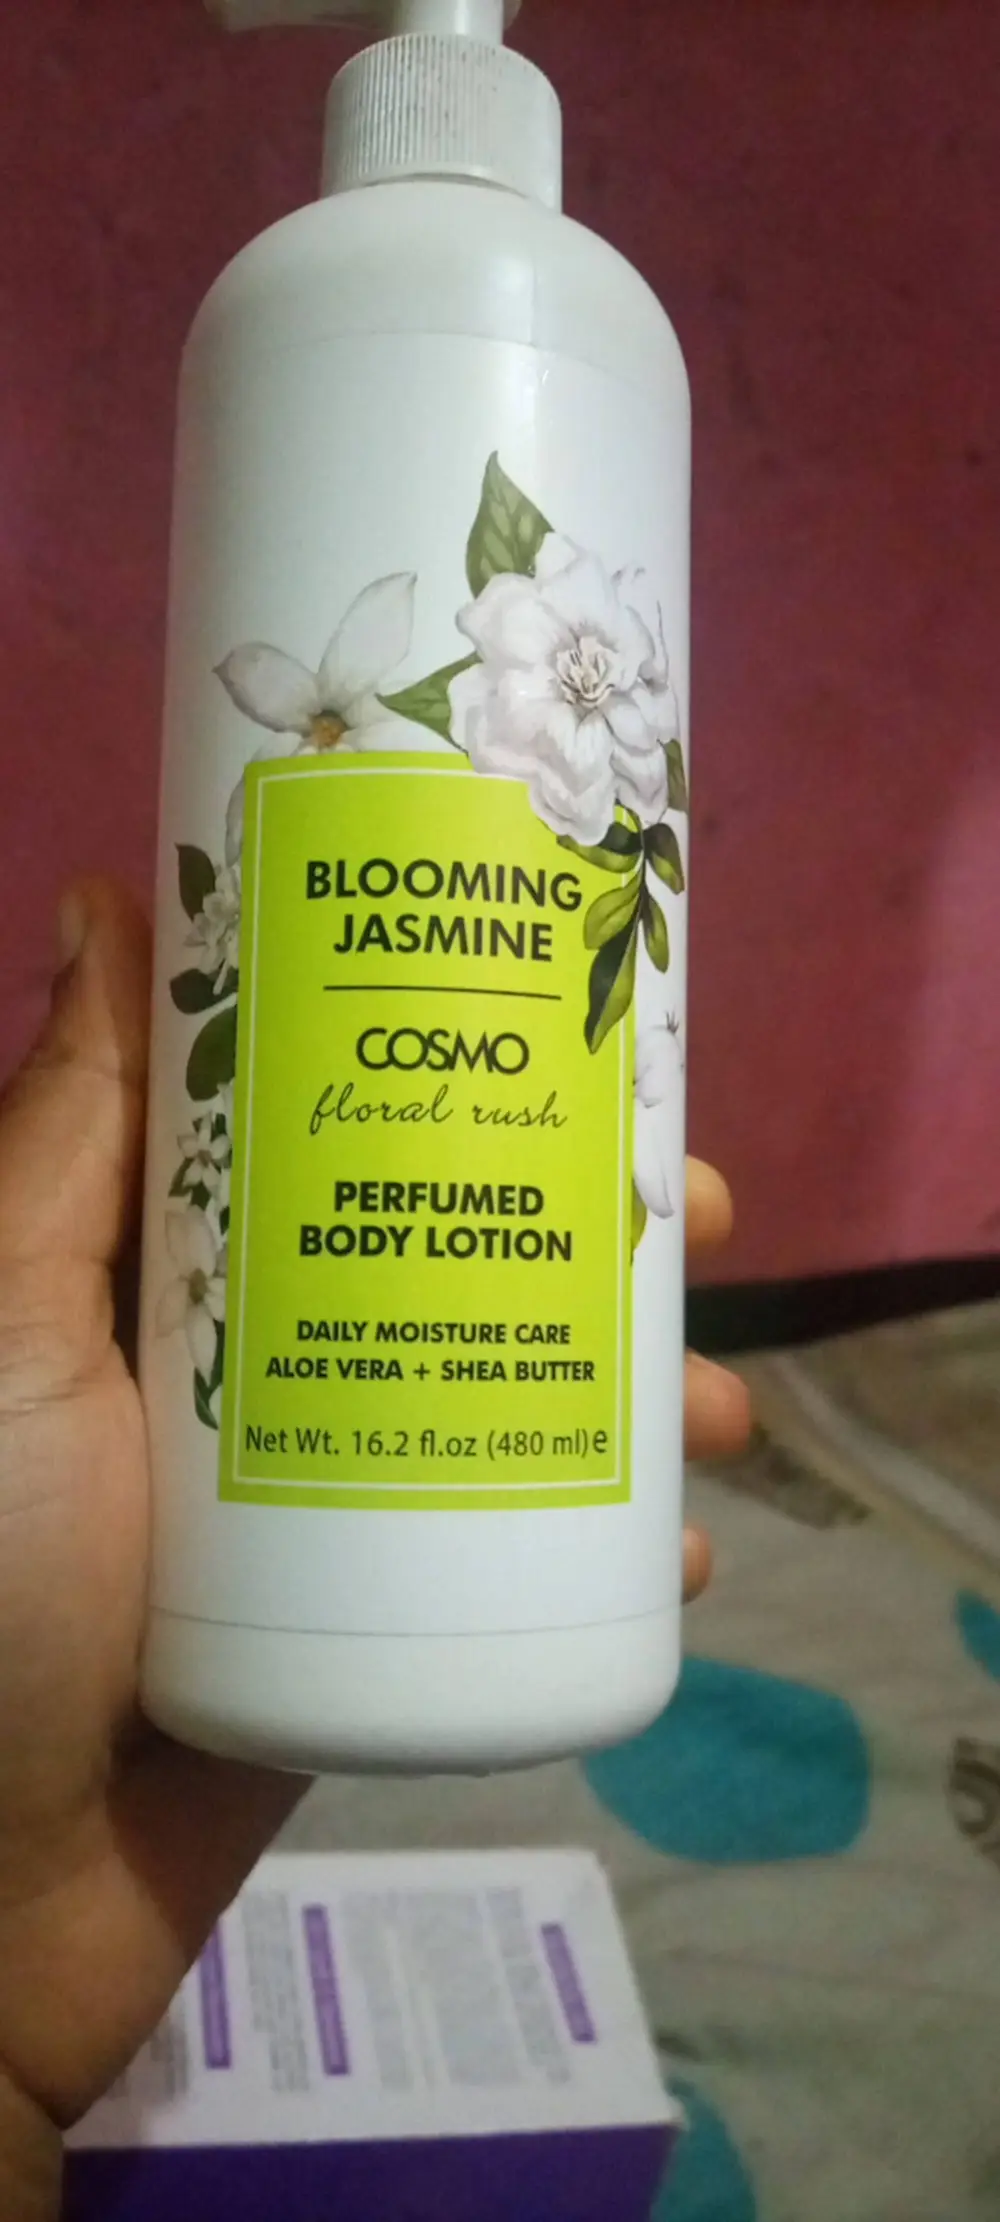 BLOOMING
JASMINE
COSMO
floral rush
PERFUMED
BODY LOTION
DAILY MOISTURE CARE
ALOE VERA + SHEA BUTTER
Net Wt. 16.2 fl.oz (480 ml) e